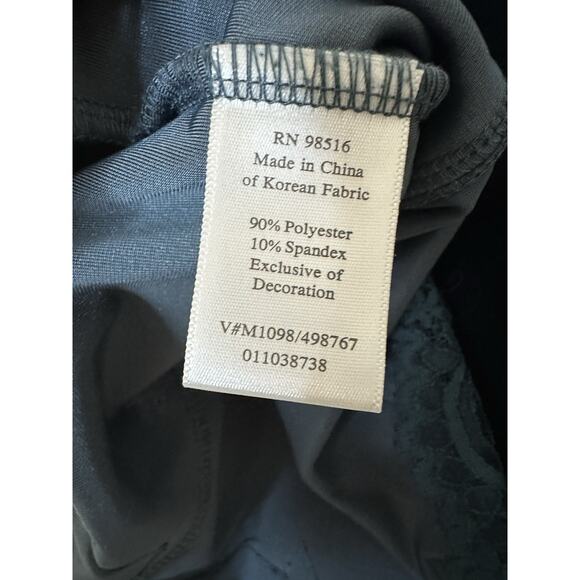 RN 98516
Made in China
of Korean Fabric
90% Polyester
10% Spandex
Exclusive of
Decoration
V#M1098/498767
011038738